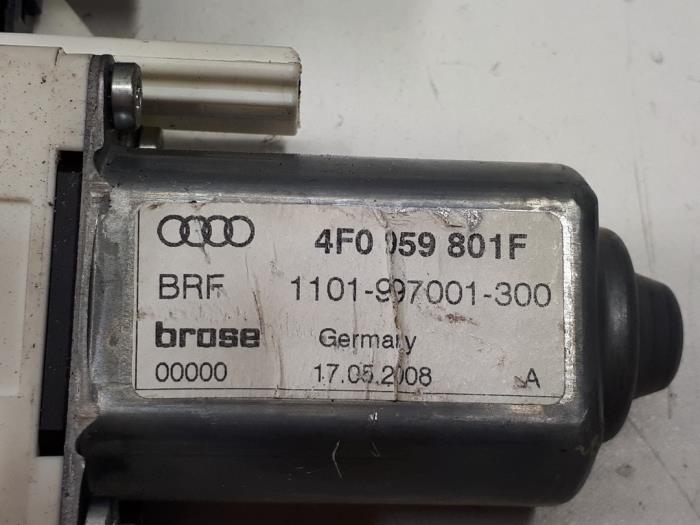 4F0 959 801F
BRF 1101-997001-300
brose Germany
00000 17.05.2008 A